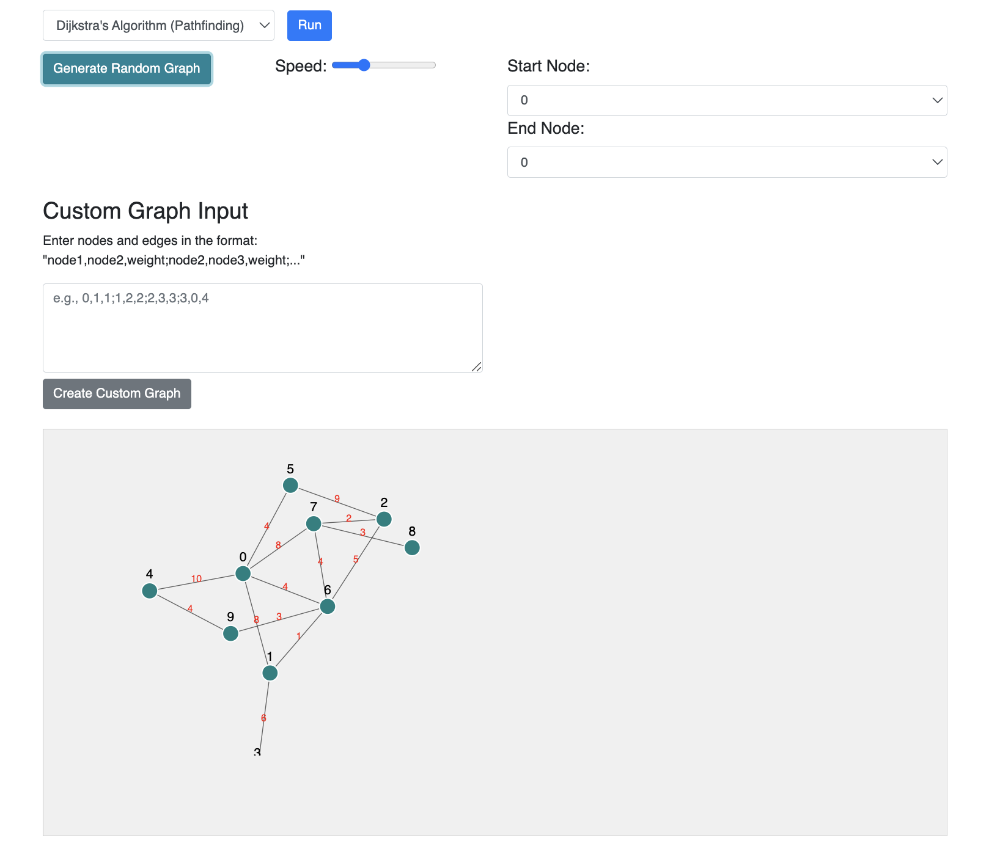 Dijkstra's Algorithm (Pathfinding)
Run
Generate Random Graph
Speed:
Start Node:
0
End Node:
0
Custom Graph Input
Enter nodes and edges in the format:
"node1,node2,weight;node2,node3,weight;..."
e.g., 0,1,1;1,2,2;2,3,3;3,0,4
Create Custom Graph
5
9
7
2
2
4
3
8
8
0
4
5
4
10
4
6
4
9
8
3
1
1
6
3